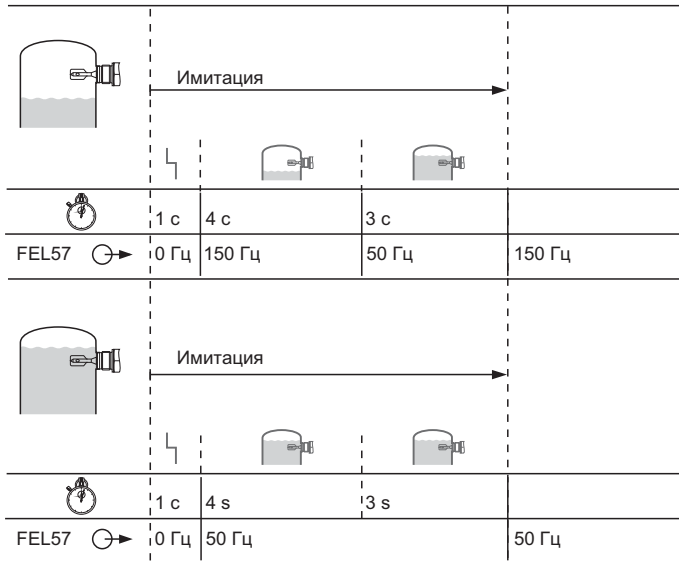 Имитация
1 с 4 с 3 с
FEL57 0 Гц 150 Гц 50 Гц 150 Гц
Имитация
1 с 4 s 3 s
FEL57 0 Гц 50 Гц 50 Гц